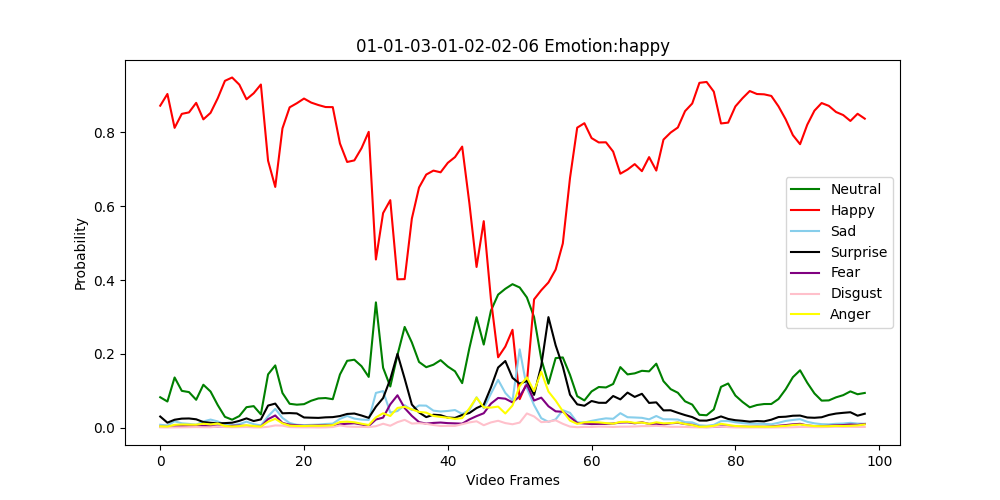 01-01-03-01-02-02-06 Emotion:happy
Probability
0.8
0.6
0.4
0.2
0.0
0
20
40
60
80
100
Video Frames
Neutral
Happy
Sad
Surprise
Fear
Disgust
Anger